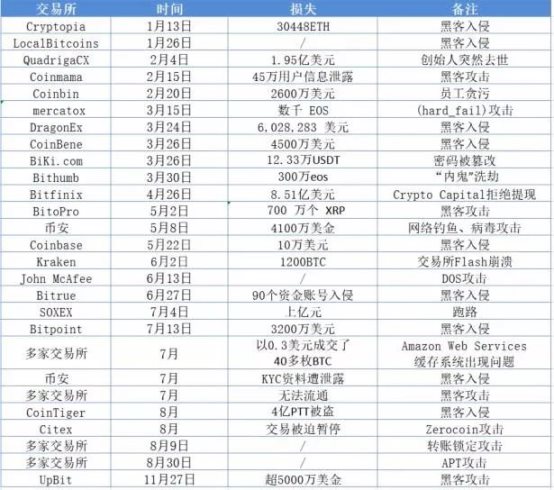 交易所 时间 损失 备注
Cryptopia 1月13日 30448ETH 黑客入侵
LocalBitcoins 1月26日 / 黑客入侵
QuadrigaCX 2月4日 1.95亿美元 创始人突然去世
Coinmama 2月15日 45万用户信息泄露 黑客攻击
Coinbin 2月20日 2600万美元 员工贪污
mercatox 3月15日 数千 EOS (hard_fail)攻击
DragonEx 3月24日 6,028,283 美元 黑客入侵
CoinBene 3月26日 4500万美元 黑客入侵
BiKi.com 3月26日 12.33万USDT 密码被篡改
Bithumb 3月30日 300万eos “内鬼”洗劫
Bitfinix 4月26日 8.51亿美元 Crypto Capital拒绝提现
BitoPro 5月2日 700 万个 XRP 黑客攻击
币安 5月8日 4100万美金 网络钓鱼、病毒攻击
Coinbase 5月22日 10万美元 黑客入侵
Kraken 6月2日 1200BTC 交易所Flash崩溃
John McAfee 6月13日 / DOS攻击
Bitrue 6月27日 90个资金账号入侵 黑客入侵
SOXEX 7月4日 上亿元 跑路
Bitpoint 7月13日 3200万美元 黑客入侵
多家交易所 7月 以0.3美元成交了 Amazon Web Services
40多枚BTC 缓存系统出现问题
币安 7月 KYC资料遭泄露 黑客入侵
多家交易所 7月 无法流通 黑客攻击
CoinTiger 8月 4亿PTT被盗 黑客入侵
Citex 8月 交易被迫暂停 Zerocoin攻击
多家交易所 8月9日 / 转账锁定攻击
多家交易所 8月30日 / APT攻击
UpBit 11月27日 超5000万美金 黑客入侵